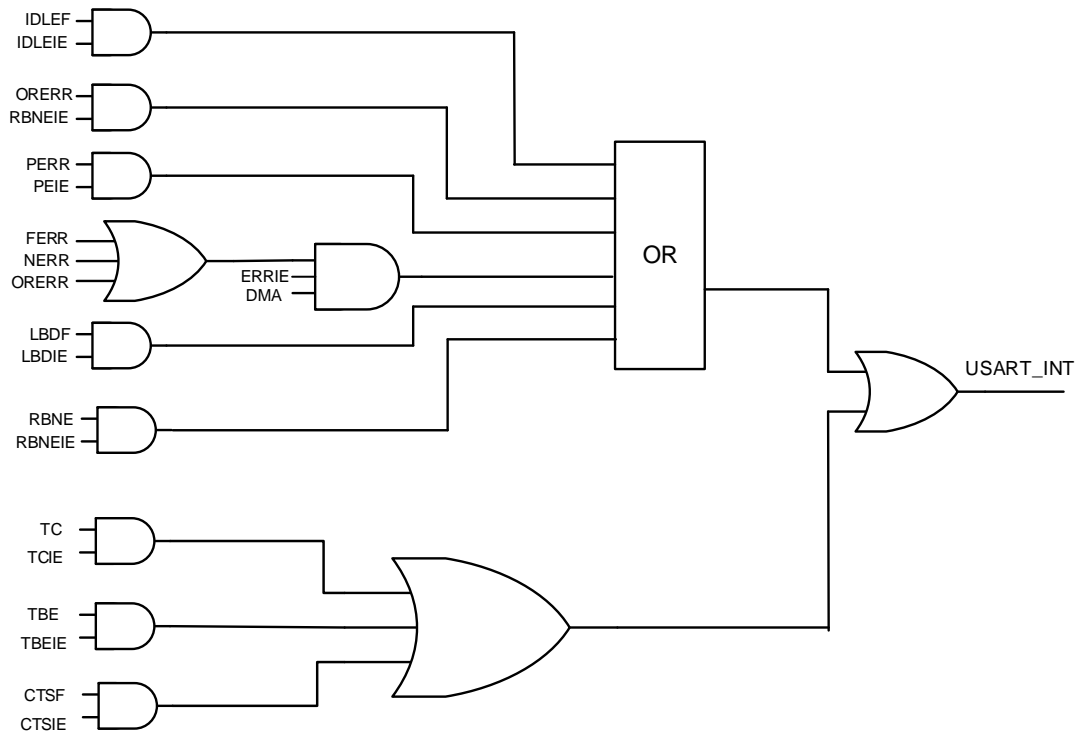 IDLEF
IDLEIE
ORERR
RBNEIE
PERR
PEIE
FERR
NERR
ORERR
ERRIE
DMA
LBDF
LBDIE
RBNE
RBNEIE
OR
USART_INT
TC
TCIE
TBE
TBEIE
CTSF
CTSIE